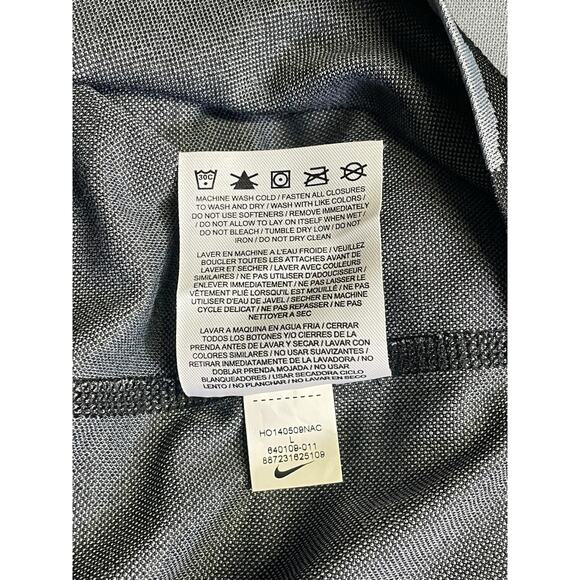 30C
MACHINE WASH COLD / FASTEN ALL CLOSURES
TO WASH AND DRY / WASH WITH LIKE COLORS /
DO NOT USE SOFTENERS / REMOVE IMMEDIATELY
/ DO NOT ALLOW TO LAY ON ITSELF WHEN WET /
DO NOT BLEACH / TUMBLE DRY LOW / DO NOT
IRON / DO NOT DRY CLEAN
LAVER EN MACHINE A L'EAU FROIDE / VEUILLEZ
BOUCLER TOUTES LES ATTACHES AVANT DE
LAVER ET SECHER / LAVER AVEC COULEURS
SIMILAIRES / NE PAS UTILISER D'ADOUCISSEUR/
ENLEVER IMMEDIATEMENT / NE PAS LAISSER LE
VÊTEMENT PLIÉ LORSQU'IL EST MOUILLÉ / NE PAS
UTILISER D'EAU DE JAVEL / SECHER EN MACHINE
CYCLE DELICAT / NE PAS REPASSER / NE PAS
NETTOYER A SEC
LAVAR A MAQUINA EN AGUA FRIA / CERRAR
TODOS LOS BOTONES Y/O CIERRES DE LA
PRENDA ANTES DE LAVAR Y SECAR / LAVAR CON
COLORES SIMILARES / NO USAR SUAVIZANTES /
RETIRAR INMEDIATAMENTE DE LA LAVADORA / NO
DOBLAR PRENDA MOJADA / NO USAR
BLANQUEADORES / USAR SECADORA CICLO
LENTO / NO PLANCHAR / NO LAVAR EN SECO
HO140509NAC
L
640109-011
887231625109